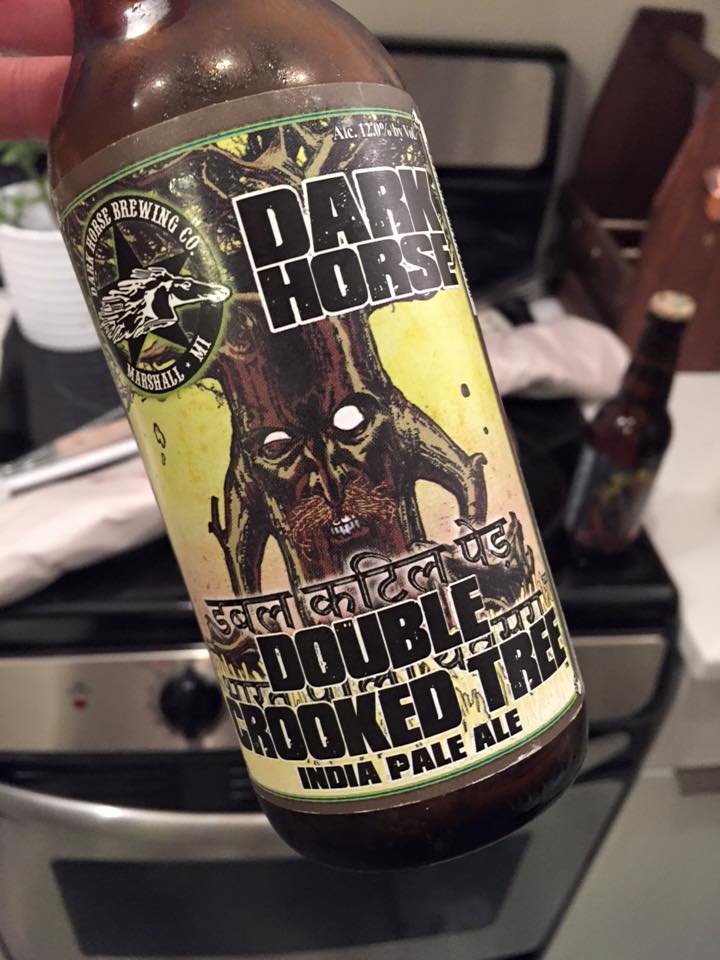 Alc. 12.0% by Vol.
DARK HORSE BREWING CO.
MARSHALL · MI
DARK
HORSE
डबल कटिल पेड़
DOUBLE
CROOKED TREE
INDIA PALE ALE